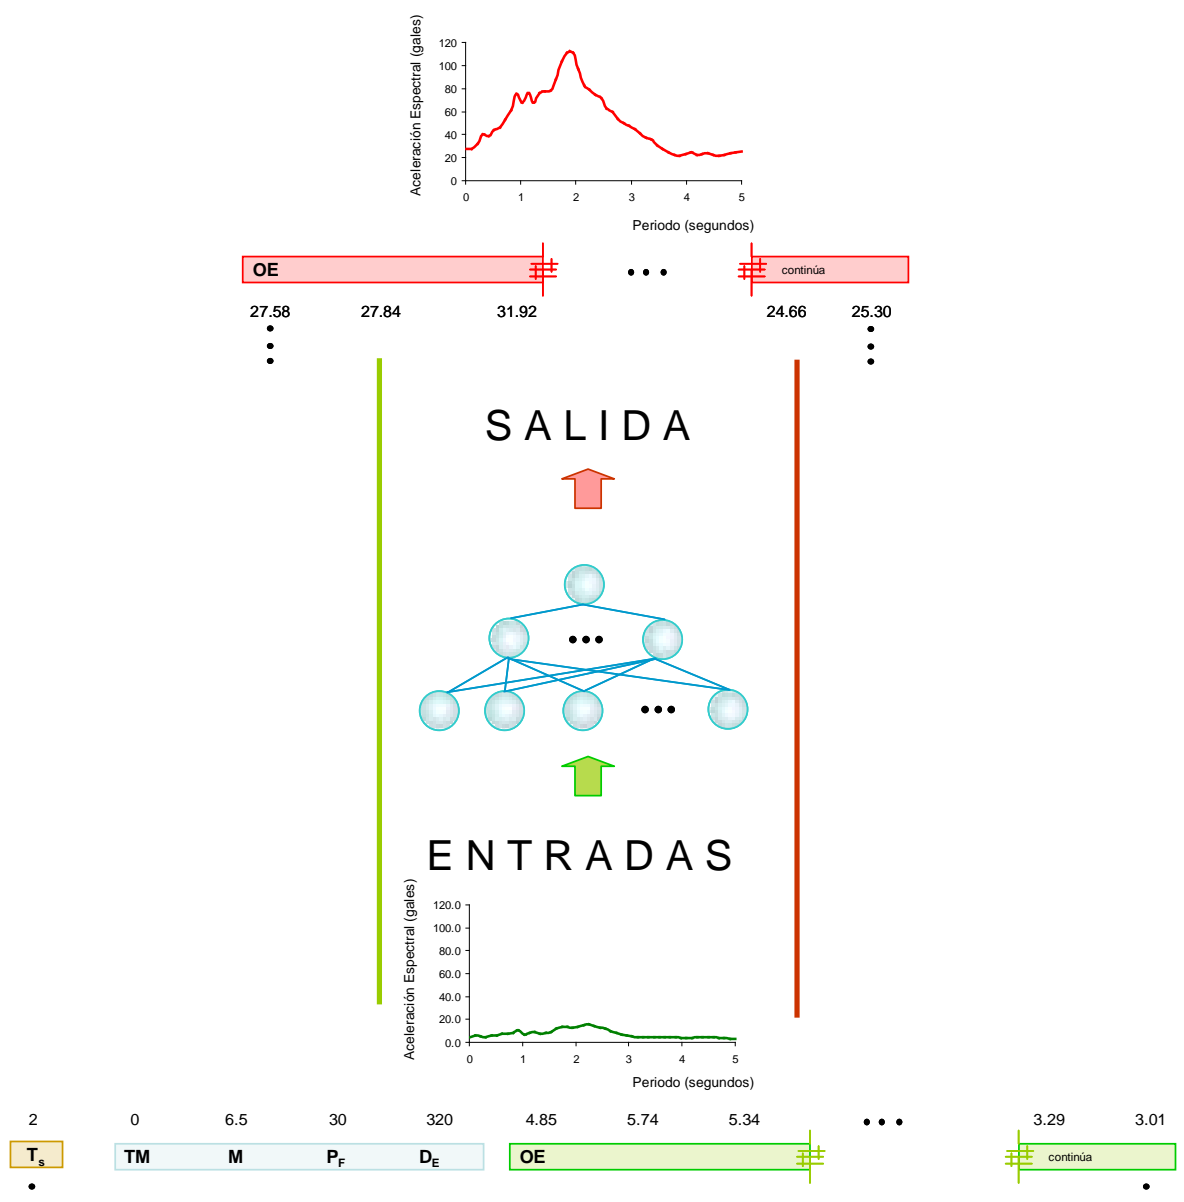 Aceleración Espectral (gales)
120
100
80
60
40
20
0
0 1 2 3 4 5
Periodo (segundos)
OE ••• continúa
27.58 27.84 31.92 24.66 25.30
SALIDA
•••
•••
ENTRADAS
Aceleración Espectral (gales)
120.0
100.0
80.0
60.0
40.0
20.0
0.0
0 1 2 3 4 5
Periodo (segundos)
2 0 6.5 30 320 4.85 5.74 5.34 ••• 3.29 3.01
Ts TM M PF DE OE continúa